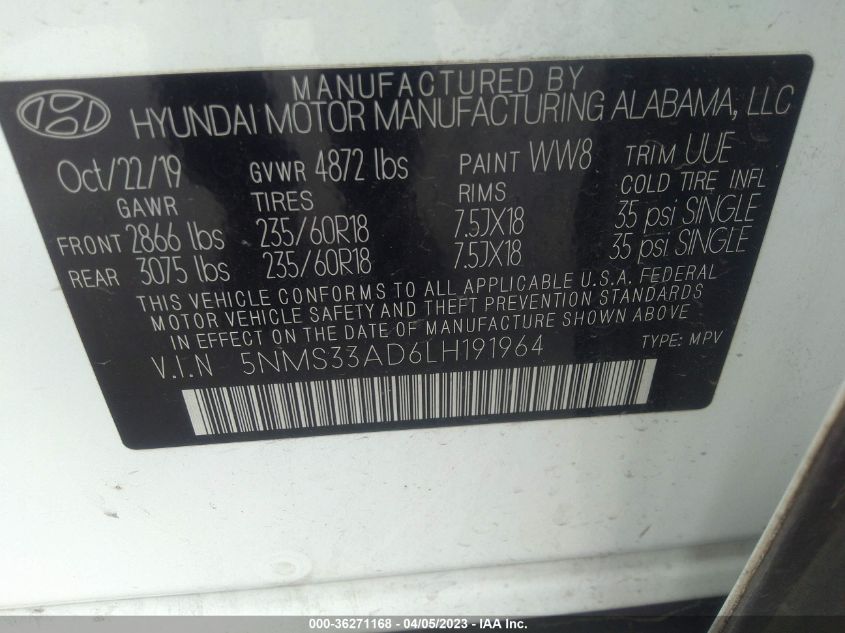 MANUFACTURED BY
HYUNDAI MOTOR MANUFACTURING ALABAMA, LLC
Oct/22/19 GVWR 4872 lbs PAINT WW8 TRIM UUE
GAWR TIRES RIMS COLD TIRE INFL
FRONT 2866 lbs 235/60R18 7.5JX18 35 psi SINGLE
REAR 3075 lbs 235/60R18 7.5JX18 35 psi SINGLE
THIS VEHICLE CONFORMS TO ALL APPLICABLE U.S.A. FEDERAL
MOTOR VEHICLE SAFETY AND THEFT PREVENTION STANDARDS
IN EFFECT ON THE DATE OF MANUFACTURE SHOWN ABOVE.
V.I.N 5NMS33AD6LH191964 TYPE: MPV
000-36271168 - 04/05/2023 - © IAA, Inc.